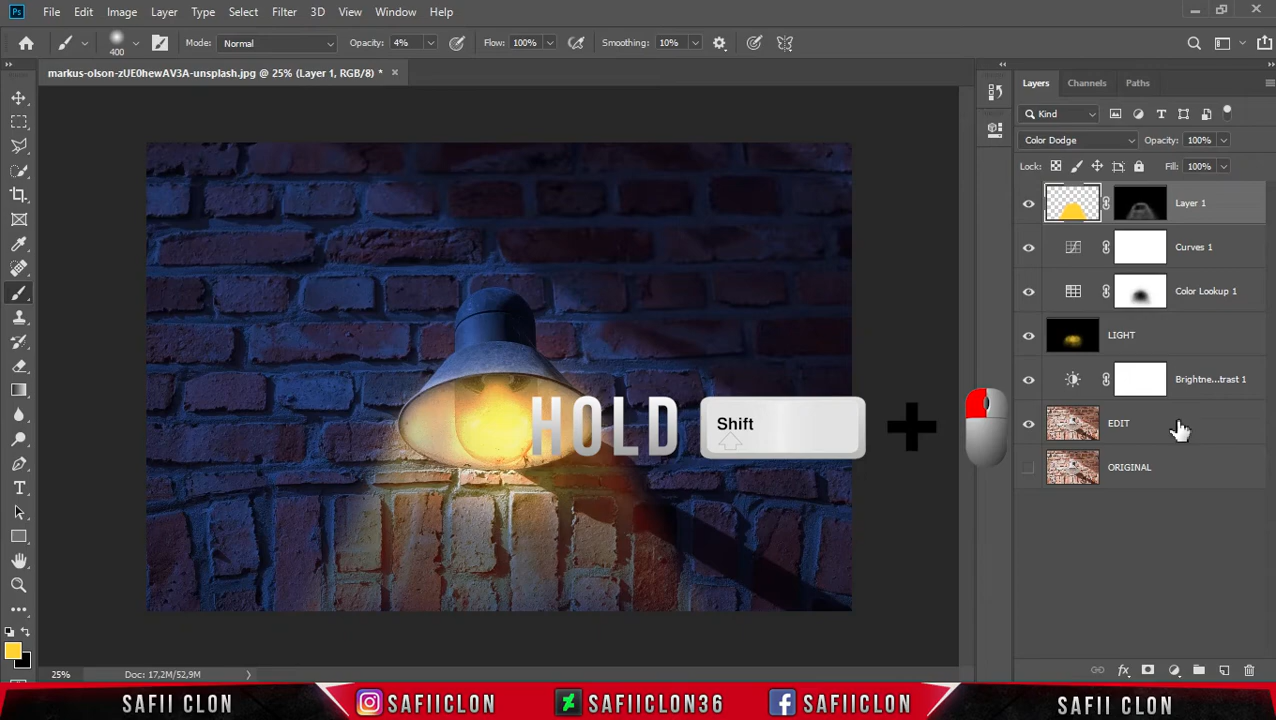 Ps File Edit Image Layer Type Select Filter 3D View Window Help
400 Mode: Normal Opacity: 4% Flow: 100% Smoothing: 10%
markus-olson-zUE0hewAV3A-unsplash.jpg @ 25% (Layer 1, RGB/8) *
Layers Channels Paths
Kind
Color Dodge Opacity: 100%
Lock: Fill: 100%
Layer 1
Curves 1
Color Lookup 1
LIGHT
Brightne...trast 1
EDIT
ORIGINAL
HOLD Shift +
25% Doc: 17,2M/52,9M
SAFII CLON SAFIICLON SAFIICLON36 SAFIICLON SAFII CLON